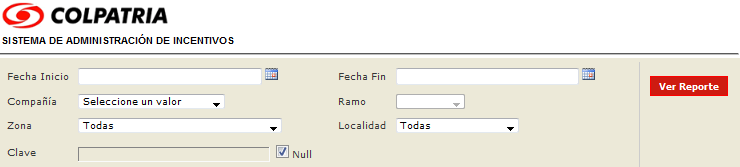 COLPATRIA
SISTEMA DE ADMINISTRACIÓN DE INCENTIVOS
Fecha Inicio Fecha Fin
Ver Reporte
Compañía Seleccione un valor Ramo
Zona Todas Localidad Todas
Clave Null